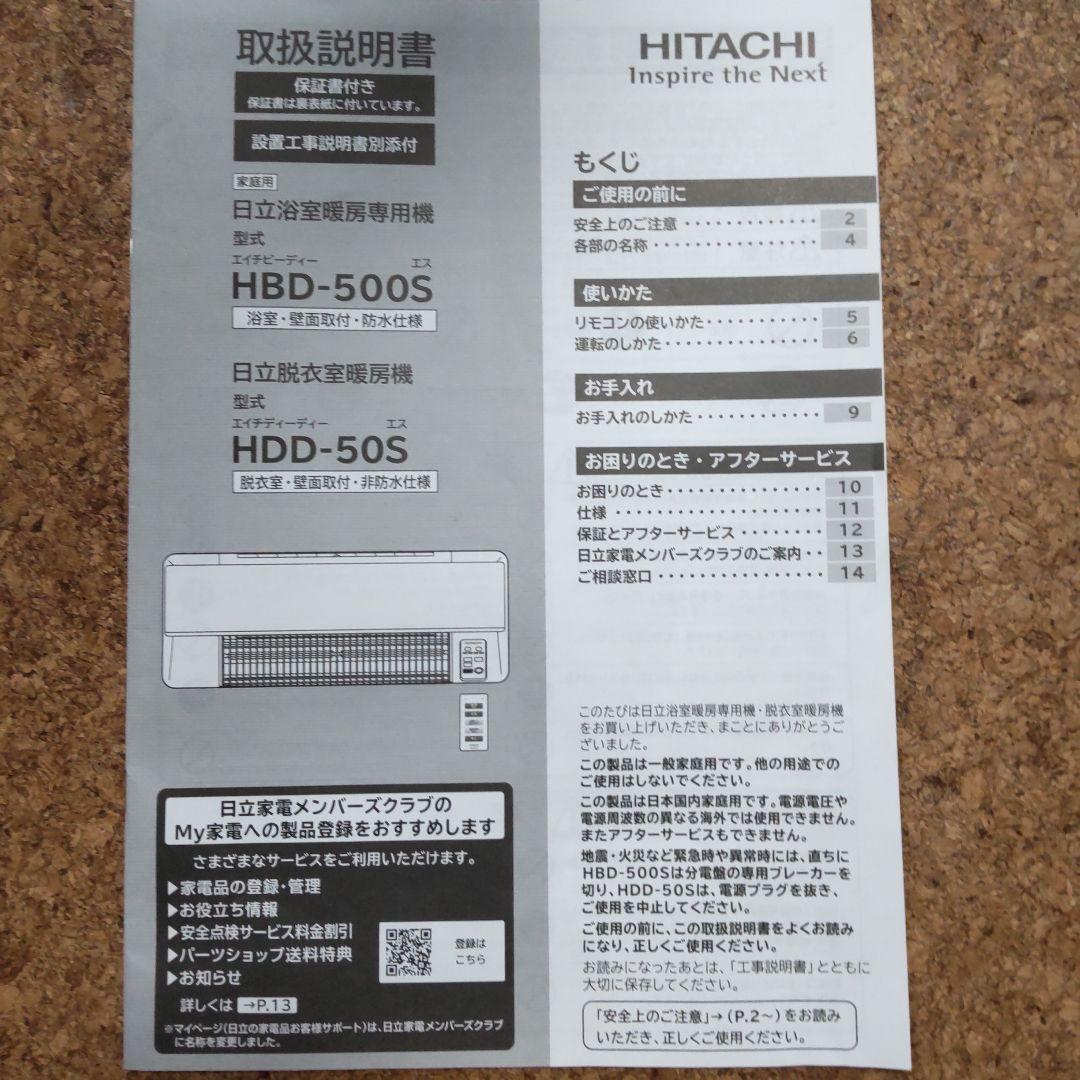 取扱説明書
保証書付き
保証書は裏表紙に付いています。
設置工事説明書別添付
家庭用
日立浴室暖房専用機
型式
エイチビーディー エス
HBD-500S
浴室・壁面取付・防水仕様
日立脱衣室暖房機
型式
エイチディーディー エス
HDD-50S
脱衣室・壁面取付・非防水仕様
日立家電メンバーズクラブの
My家電への製品登録をおすすめします
さまざまなサービスをご利用いただけます。
▶家電品の登録・管理
▶お役立ち情報
▶安全点検サービス料金割引
▶パーツショップ送料特典
▶お知らせ
登録は
こちら
詳しくは →P.13
※マイページ(日立の家電品お客様サポート)は、日立家電メンバーズクラブ
に名称を変更しました。
HITACHI
Inspire the Next
もくじ
ご使用の前に
安全上のご注意 ・・・・・・・・・・・・・ 2
各部の名称 ・・・・・・・・・・・・・・・ 4
使いかた
リモコンの使いかた ・・・・・・・・・・・ 5
運転のしかた ・・・・・・・・・・・・・・ 6
お手入れ
お手入れのしかた ・・・・・・・・・・・・ 9
お困りのとき・アフターサービス
お困りのとき ・・・・・・・・・・・・・・ 10
仕様 ・・・・・・・・・・・・・・・・・・ 11
保証とアフターサービス ・・・・・・・・ 12
日立家電メンバーズクラブのご案内 ・・ 13
ご相談窓口 ・・・・・・・・・・・・・・・ 14
このたびは日立浴室暖房専用機・脱衣室暖房機
をお買い上げいただき、まことにありがとうご
ざいました。
この製品は一般家庭用です。他の用途での
ご使用はしないでください。
この製品は日本国内家庭用です。電源電圧や
電源周波数の異なる海外では使用できません。
またアフターサービスもできません。
地震・火災など緊急時や異常時には、直ちに
HBD-500Sは分電盤の専用ブレーカーを
切り、HDD-50Sは、電源プラグを抜き、
ご使用を中止してください。
ご使用の前に、この取扱説明書をよくお読み
になり、正しくご使用ください。
お読みになったあとは、「工事説明書」とともに
大切に保存してください。
「安全上のご注意」→(P.2〜)をお読み
いただき、正しくご使用ください。